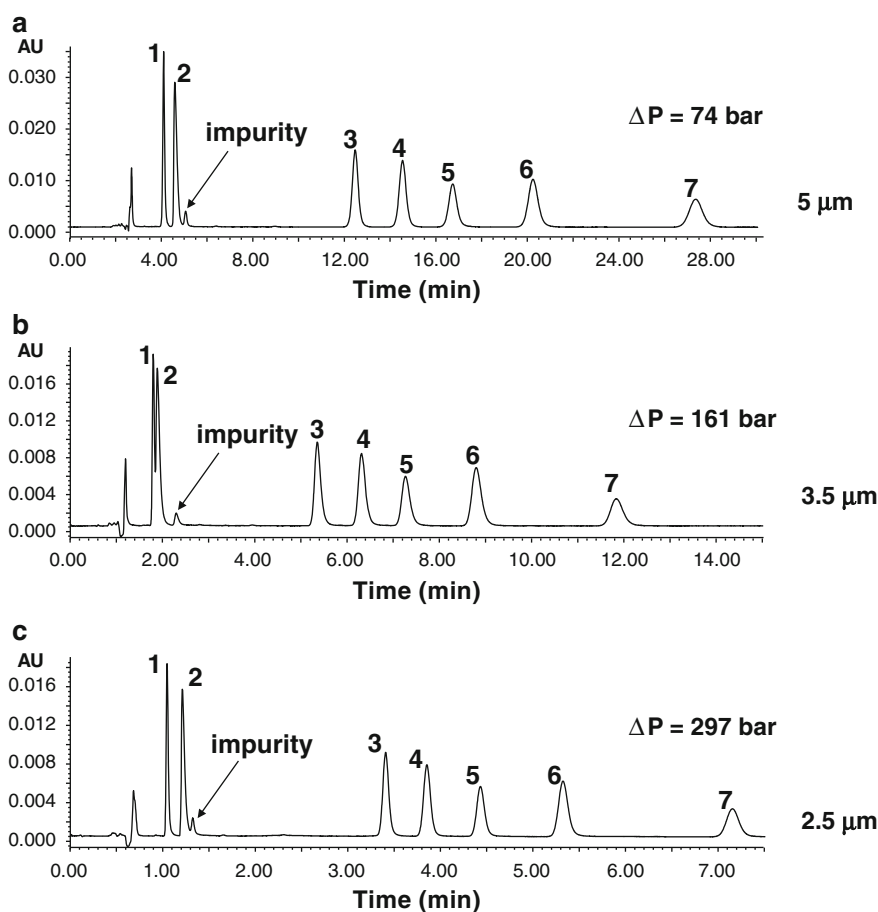 a
AU
1
2
0.030
impurity
ΔP = 74 bar
0.020
3
4
5
6
7
0.010
5 μm
0.000
0.00 4.00 8.00 12.00 16.00 20.00 24.00 28.00
Time (min)
b
AU
1
2
0.016
0.012
impurity
3
4
5
6
7
ΔP = 161 bar
0.008
0.004
3.5 μm
0.000
0.00 2.00 4.00 6.00 8.00 10.00 12.00 14.00
Time (min)
c
AU
1
2
0.016
impurity
3
4
5
6
7
ΔP = 297 bar
0.012
0.008
0.004
2.5 μm
0.000
0.00 1.00 2.00 3.00 4.00 5.00 6.00 7.00
Time (min)